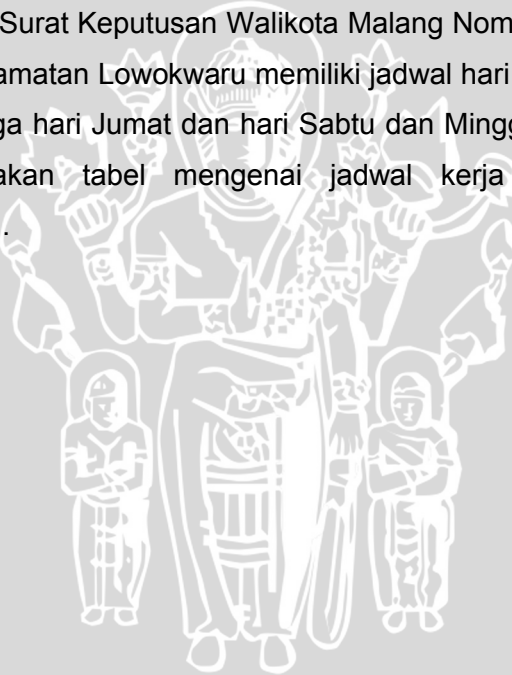 Surat Keputusan Walikota Malang Nom
amatan Lowokwaru memiliki jadwal hari
ga hari Jumat dan hari Sabtu dan Mingg
akan tabel mengenai jadwal kerja
.